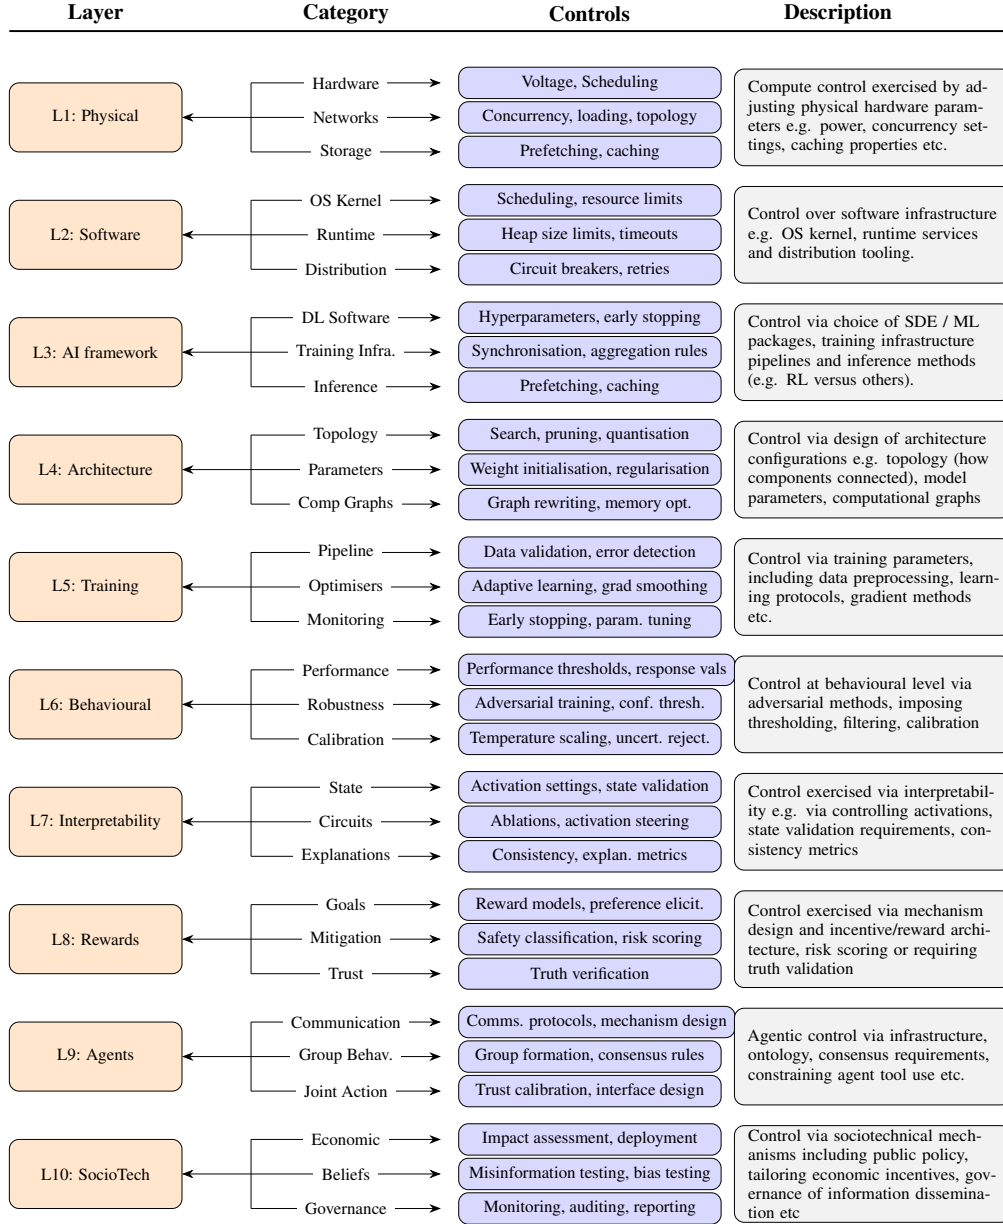 Layer Category Controls Description
L1: Physical
Hardware Voltage, Scheduling
Networks Concurrency, loading, topology
Storage Prefetching, caching
Compute control exercised by ad-
justing physical hardware param-
eters e.g. power, concurrency set-
tings, caching properties etc.
L2: Software
OS Kernel Scheduling, resource limits
Runtime Heap size limits, timeouts
Distribution Circuit breakers, retries
Control over software infrastructure
e.g. OS kernel, runtime services
and distribution tooling.
L3: AI framework
DL Software Hyperparameters, early stopping
Training Infra. Synchronisation, aggregation rules
Inference Prefetching, caching
Control via choice of SDE / ML
packages, training infrastructure
pipelines and inference methods
(e.g. RL versus others).
L4: Architecture
Topology Search, pruning, quantisation
Parameters Weight initialisation, regularisation
Comp Graphs Graph rewriting, memory opt.
Control via design of architecture
configurations e.g. topology (how
components connected), model
parameters, computational graphs
L5: Training
Pipeline Data validation, error detection
Optimisers Adaptive learning, grad smoothing
Monitoring Early stopping, param. tuning
Control via training parameters,
including data preprocessing, learn-
ing protocols, gradient methods
etc.
L6: Behavioural
Performance Performance thresholds, response vals
Robustness Adversarial training, conf. thresh.
Calibration Temperature scaling, uncert. reject.
Control at behavioural level via
adversarial methods, imposing
thresholding, filtering, calibration
L7: Interpretability
State Activation settings, state validation
Circuits Ablations, activation steering
Explanations Consistency, explan. metrics
Control exercised via interpretabil-
ity e.g. via controlling activations,
state validation requirements, con-
sistency metrics
L8: Rewards
Goals Reward models, preference elicit.
Mitigation Safety classification, risk scoring
Trust Truth verification
Control exercised via mechanism
design and incentive/reward archi-
tecture, risk scoring or requiring
truth validation
L9: Agents
Communication Comms. protocols, mechanism design
Group Behav. Group formation, consensus rules
Joint Action Trust calibration, interface design
Agentic control via infrastructure,
ontology, consensus requirements,
constraining agent tool use etc.
L10: SocioTech
Economic Impact assessment, deployment
Beliefs Misinformation testing, bias testing
Governance Monitoring, auditing, reporting
Control via sociotechnical mech-
anisms including public policy,
tailoring economic incentives, gov-
ernance of information dissemina-
tion etc